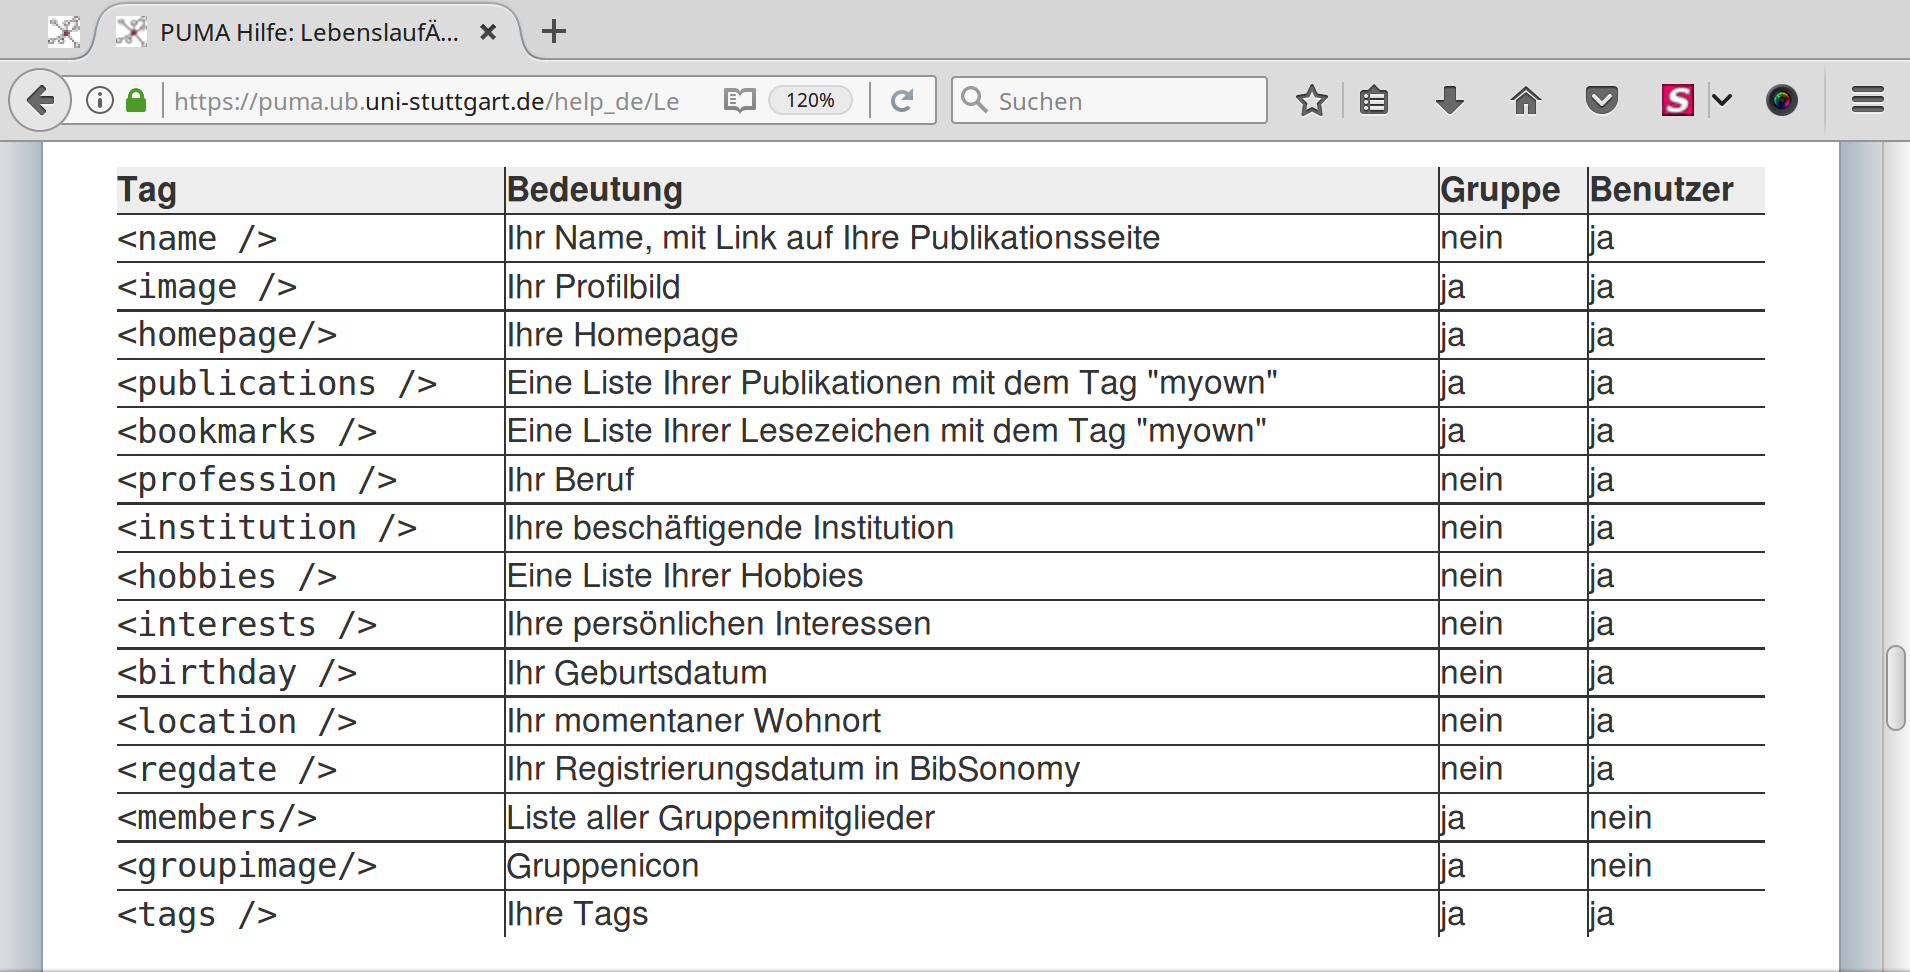 PUMA Hilfe: LebenslaufÄ...
https://puma.ub.uni-stuttgart.de/help_de/Le 120% Suchen
Tag Bedeutung Gruppe Benutzer
<name /> Ihr Name, mit Link auf Ihre Publikationsseite nein ja
<image /> Ihr Profilbild ja ja
<homepage/> Ihre Homepage ja ja
<publications /> Eine Liste Ihrer Publikationen mit dem Tag "myown" ja ja
<bookmarks /> Eine Liste Ihrer Lesezeichen mit dem Tag "myown" ja ja
<profession /> Ihr Beruf nein ja
<institution /> Ihre beschäftigende Institution nein ja
<hobbies /> Eine Liste Ihrer Hobbies nein ja
<interests /> Ihre persönlichen Interessen nein ja
<birthday /> Ihr Geburtsdatum nein ja
<location /> Ihr momentaner Wohnort nein ja
<regdate /> Ihr Registrierungsdatum in BibSonomy nein ja
<members/> Liste aller Gruppenmitglieder ja nein
<groupimage/> Gruppenicon ja nein
<tags /> Ihre Tags ja ja